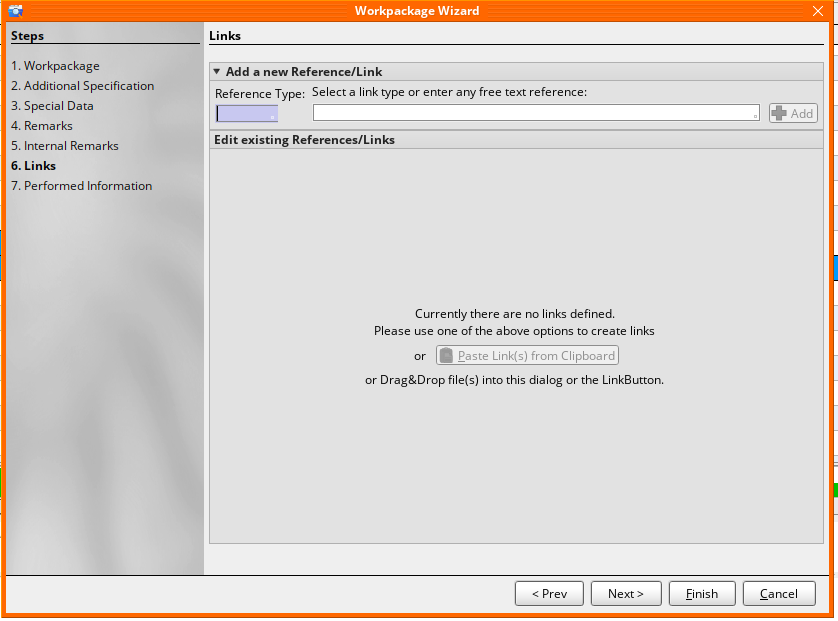 Workpackage Wizard
Steps
1. Workpackage
2. Additional Specification
3. Special Data
4. Remarks
5. Internal Remarks
6. Links
7. Performed Information
Links
Add a new Reference/Link
Reference Type: Select a link type or enter any free text reference:
Add
Edit existing References/Links
Currently there are no links defined.
Please use one of the above options to create links
or Paste Link(s) from Clipboard
or Drag&Drop file(s) into this dialog or the LinkButton.
< Prev Next > Finish Cancel